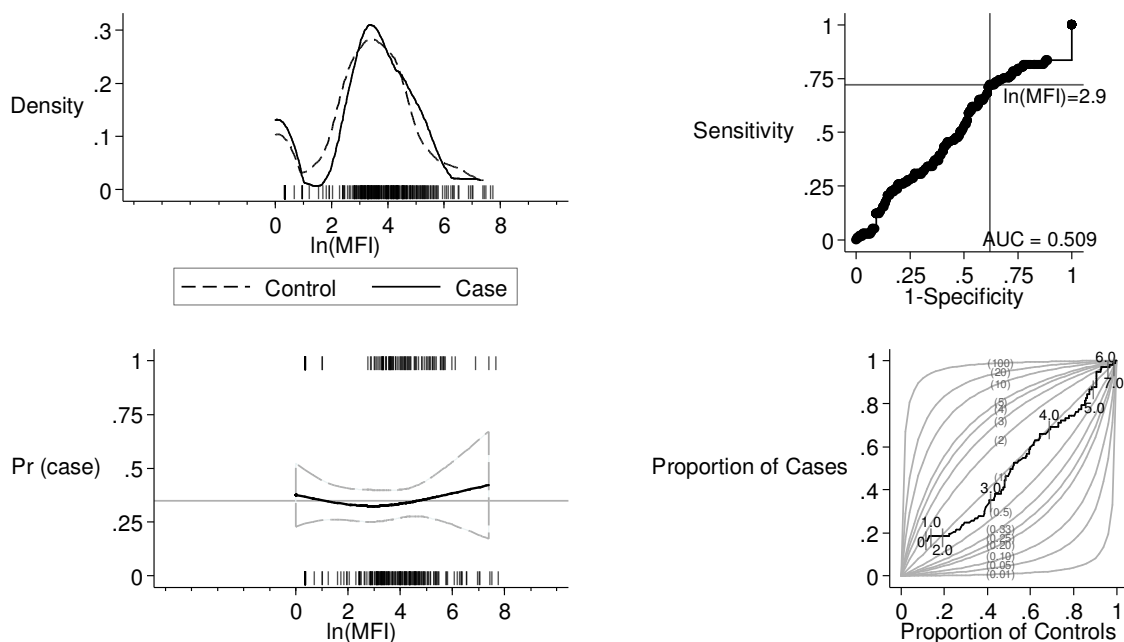 .3
.2
.1
0
Density
0 2 4 6 8
ln(MFI)
Control Case
1
.75
.5
.25
0
Sensitivity
ln(MFI)=2.9
AUC = 0.509
0 .25 .5 .75 1
1-Specificity
1
.75
.5
.25
0
Pr (case)
0 2 4 6 8
ln(MFI)
1
.8
.6
.4
.2
0
Proportion of Cases
6.0
(100)
(20)
7.0
(10)
(5)
5.0
(4)
4.0
(3)
(2)
(1)
3.0
(0.5)
1.0
(0.33)
0
(0.25)
2.0
(0.20)
(0.10)
(0.05)
(0.01)
0 .2 .4 .6 .8 1
Proportion of Controls